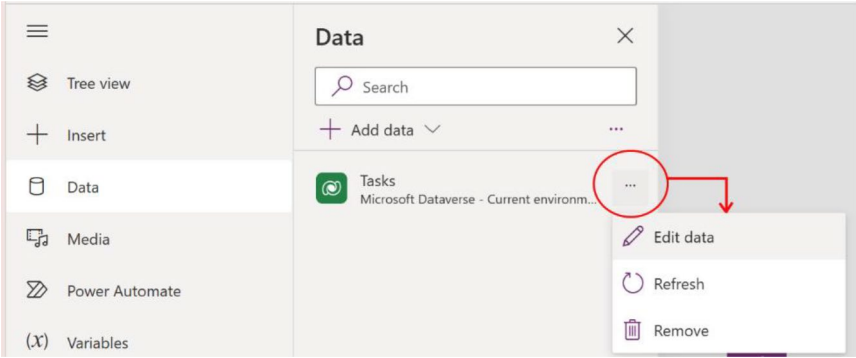 Data
Tree view
Search
Add data
...
Insert
Data
Tasks
Microsoft Dataverse - Current environm...
...
Media
Edit data
Power Automate
Refresh
(x) Variables
Remove